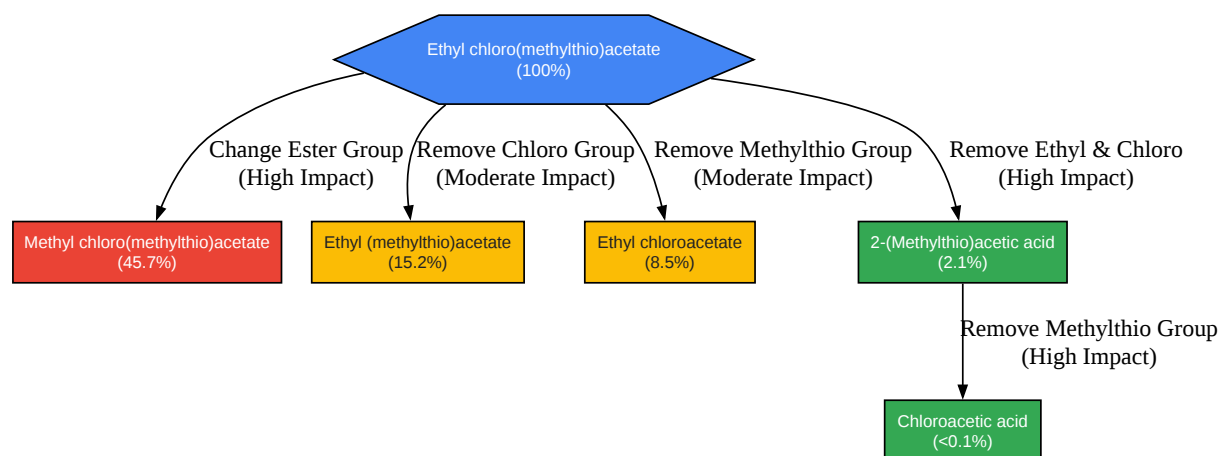 Ethyl chloro(methylthio)acetate
(100%)
Change Ester Group
(High Impact)
Remove Chloro Group
(Moderate Impact)
Remove Methylthio Group
(Moderate Impact)
Remove Ethyl & Chloro
(High Impact)
Methyl chloro(methylthio)acetate
(45.7%)
Ethyl (methylthio)acetate
(15.2%)
Ethyl chloroacetate
(8.5%)
2-(Methylthio)acetic acid
(2.1%)
Remove Methylthio Group
(High Impact)
Chloroacetic acid
(<0.1%)